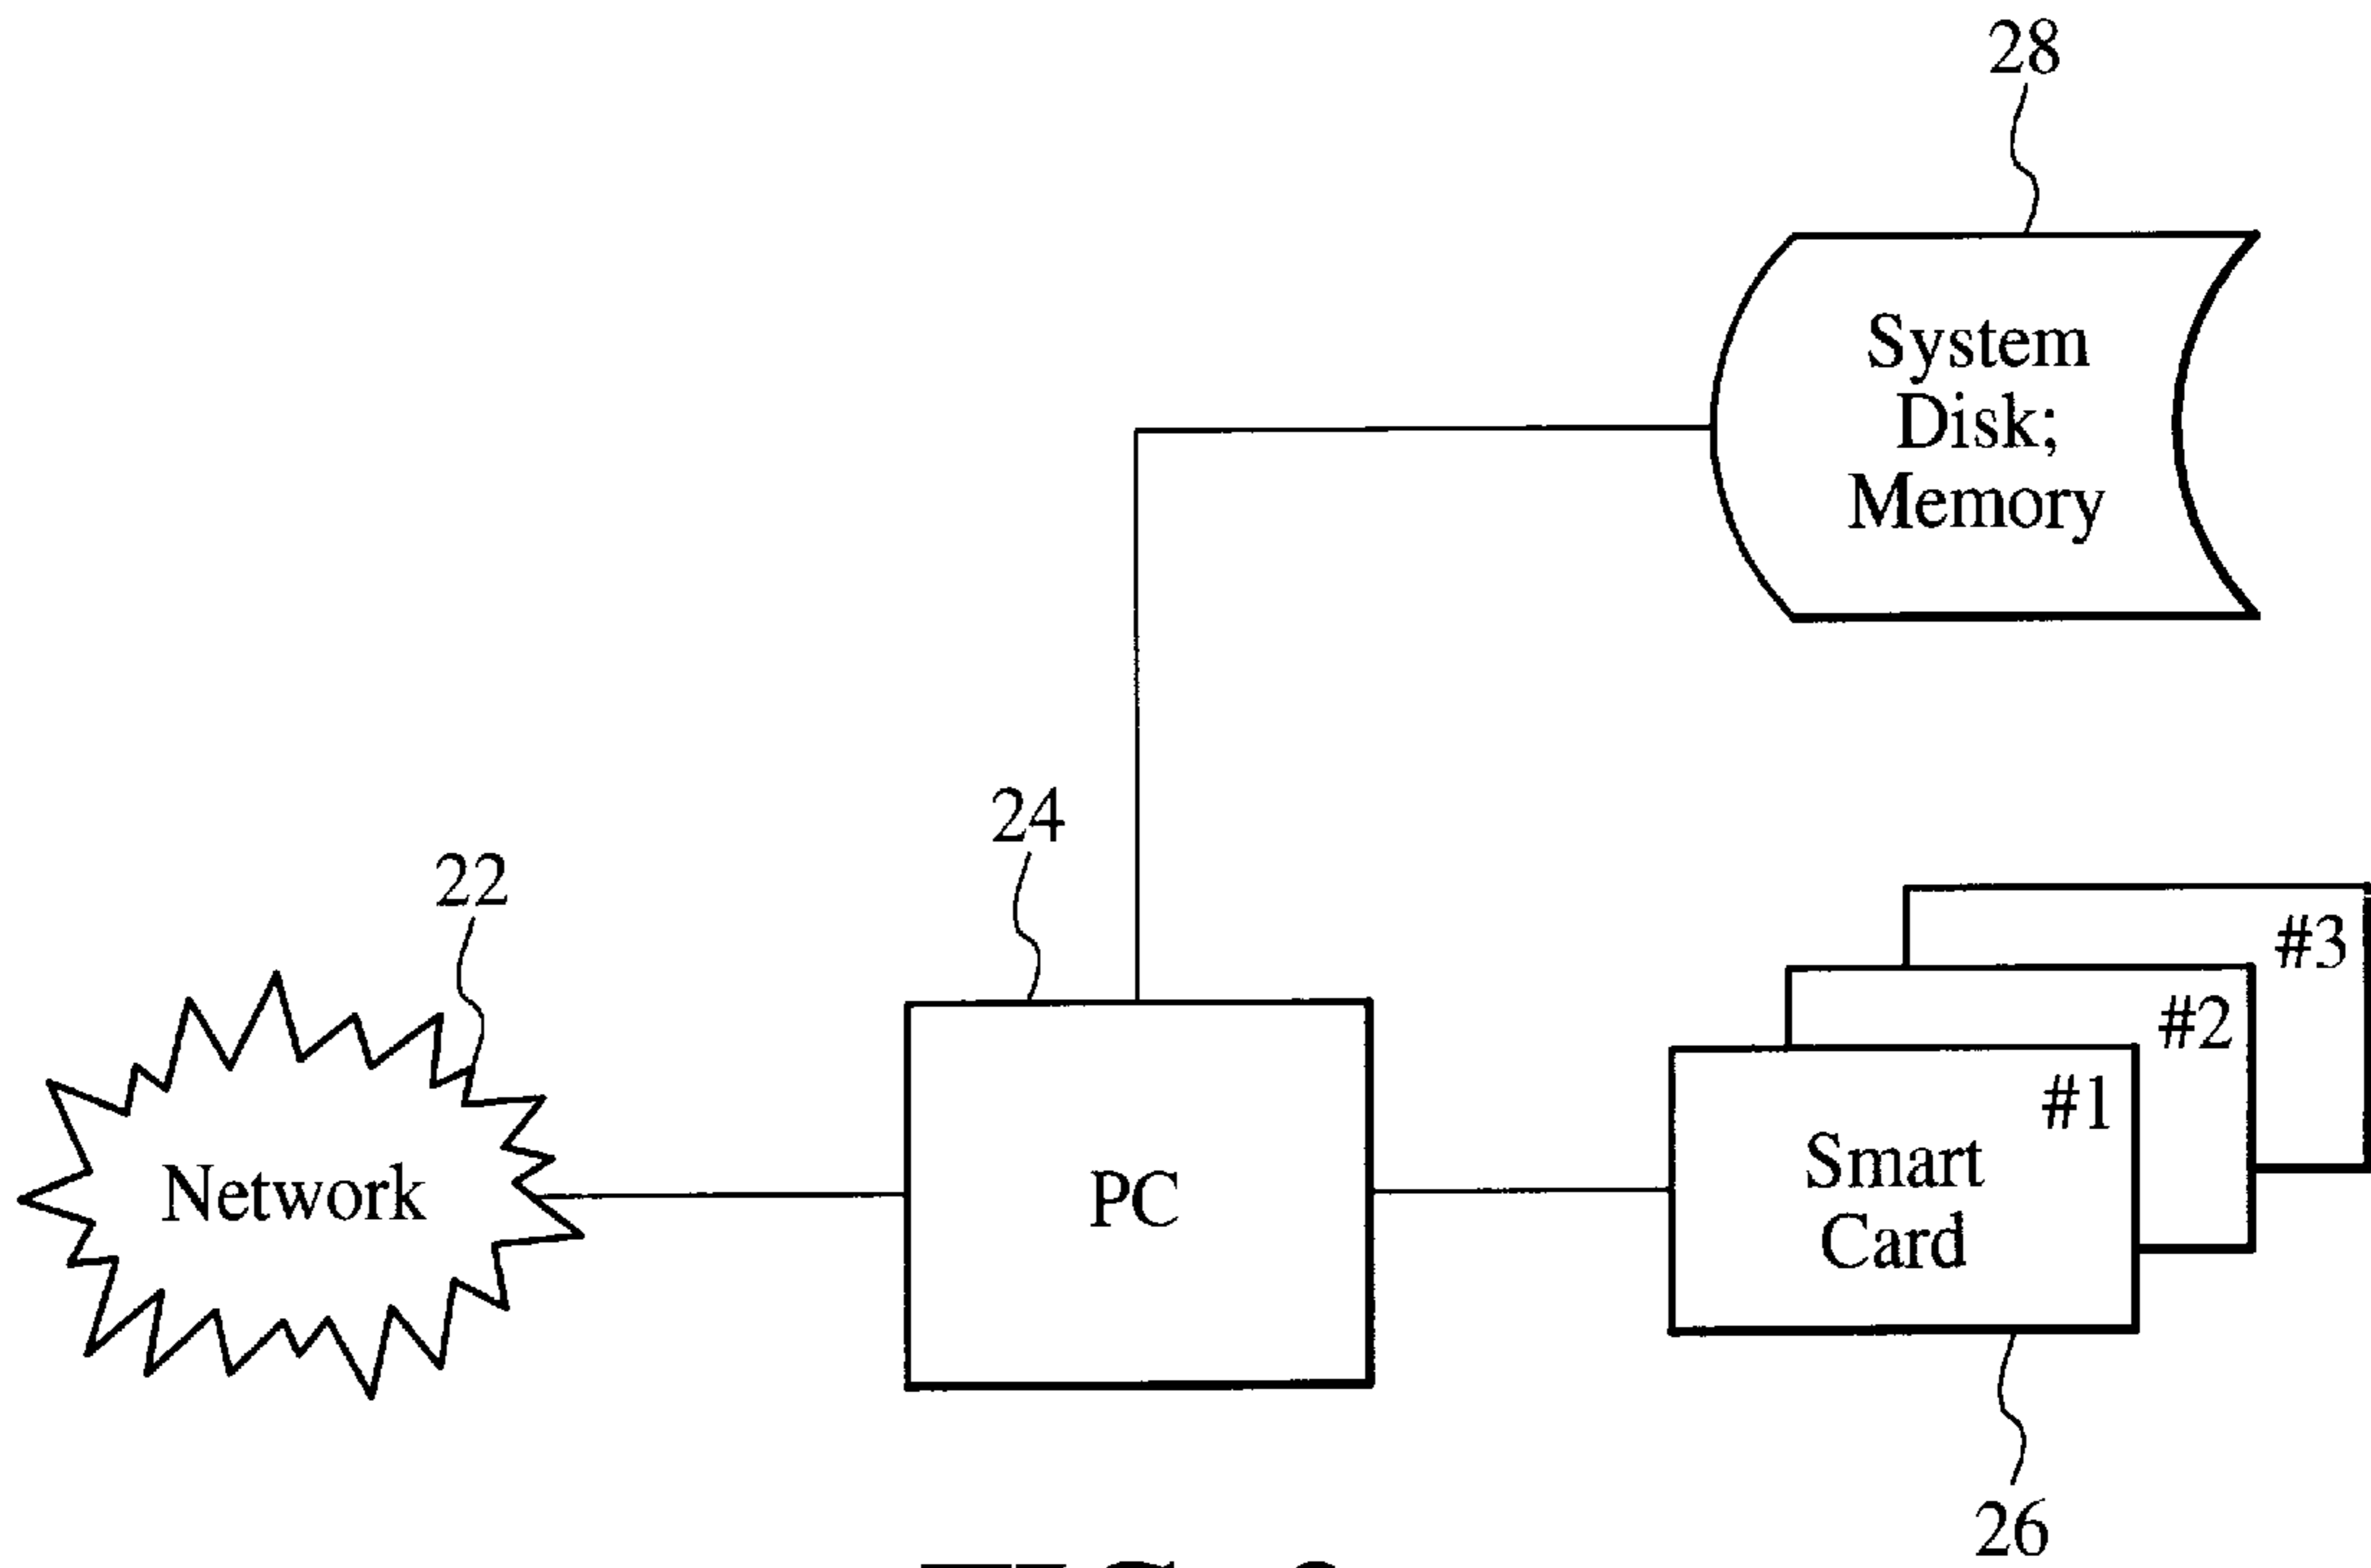 28
System
Disk;
Memory
24
22
#3
#2
#1
Network
PC
Smart
Card
26